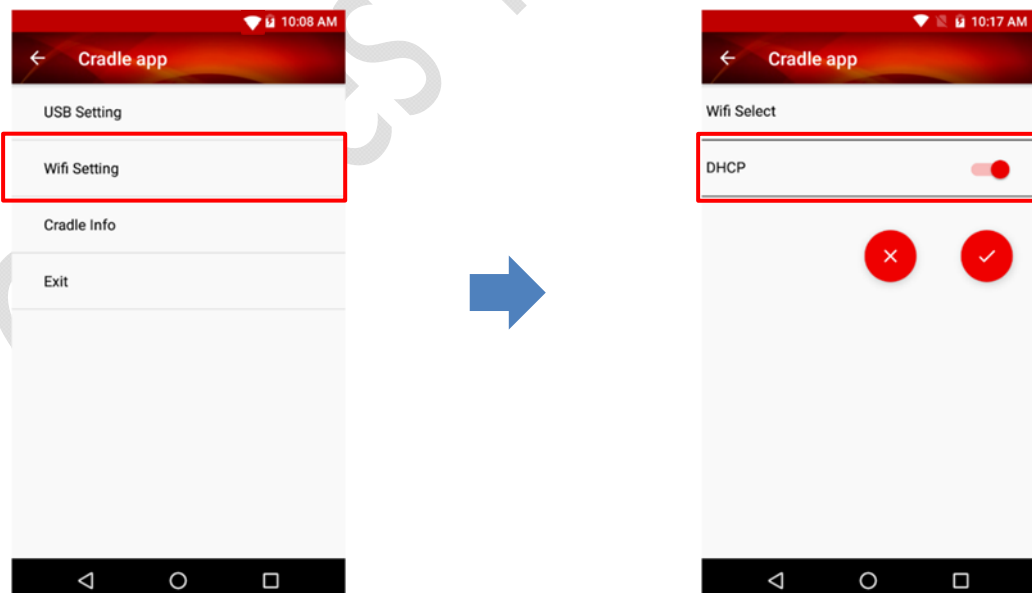 10:08 AM
Cradle app
USB Setting
Wifi Setting
Cradle Info
Exit
10:17 AM
Cradle app
Wifi Select
DHCP